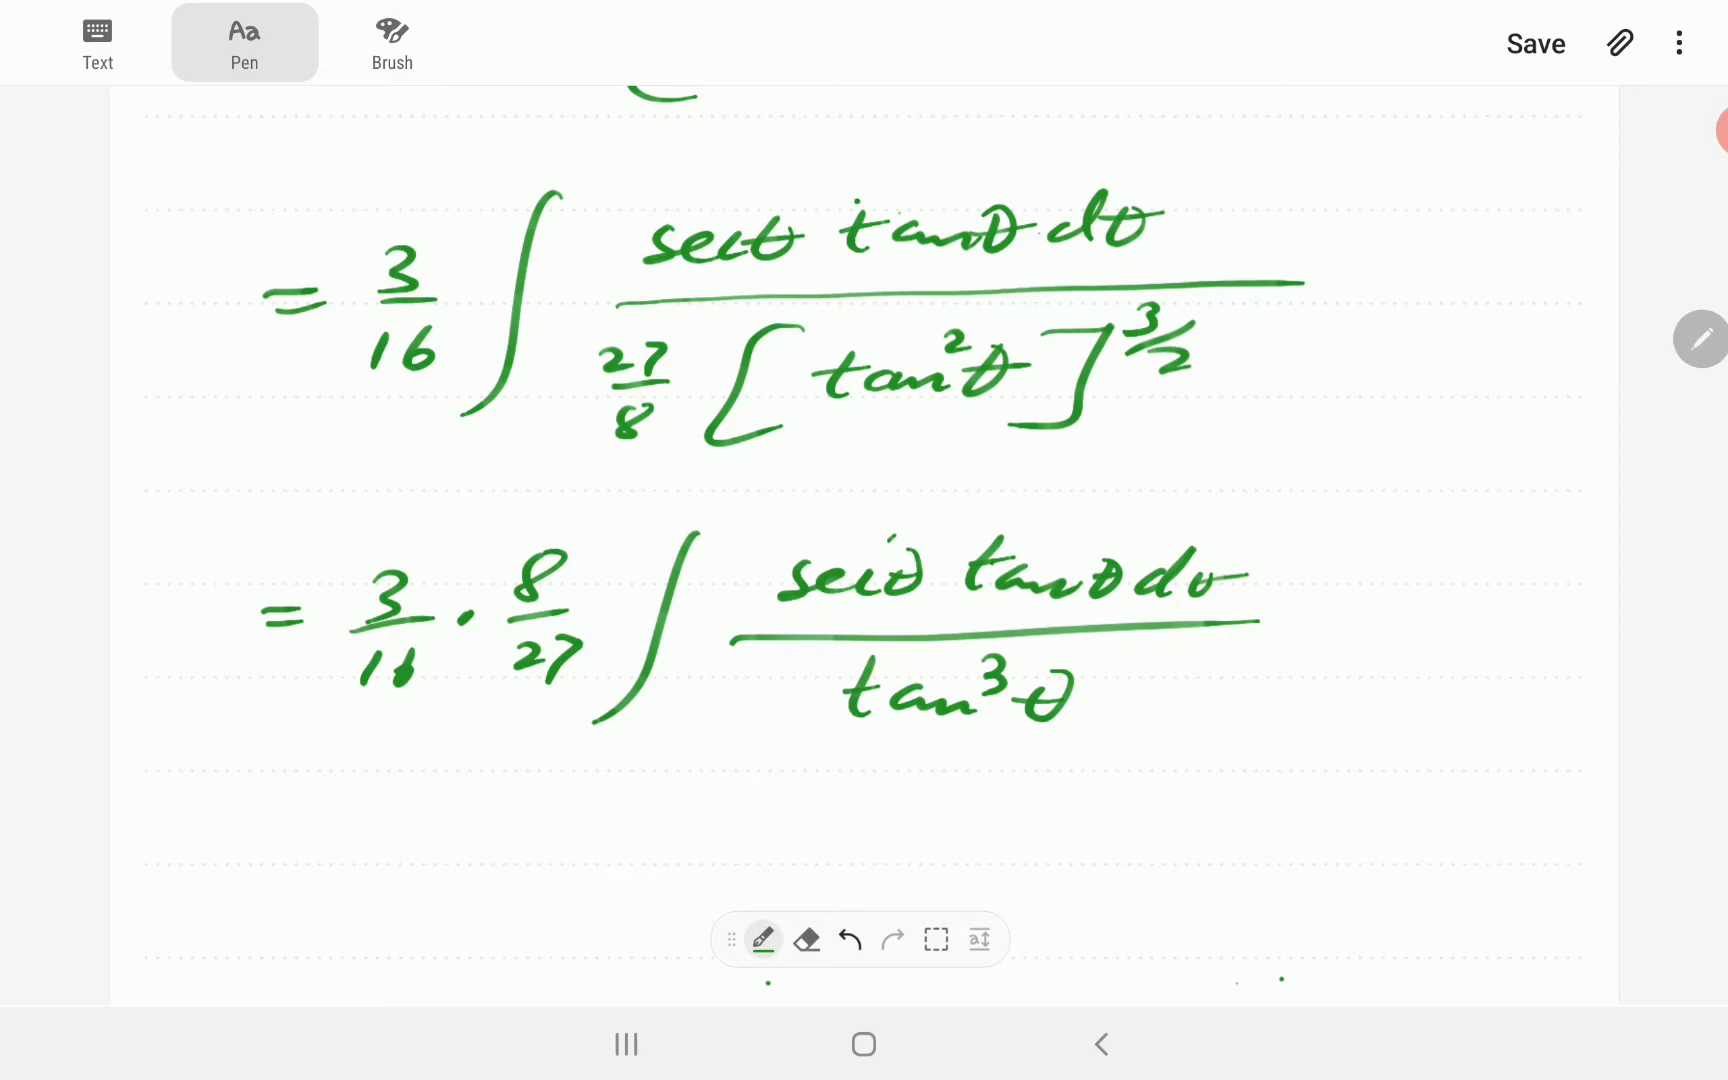 Text Pen Brush Save
= 3/16 ∫ secθ tanθ dθ / 27/8 [tan²θ]^3/2
= 3/16 · 8/27 ∫ secθ tanθ dθ / tan³θ